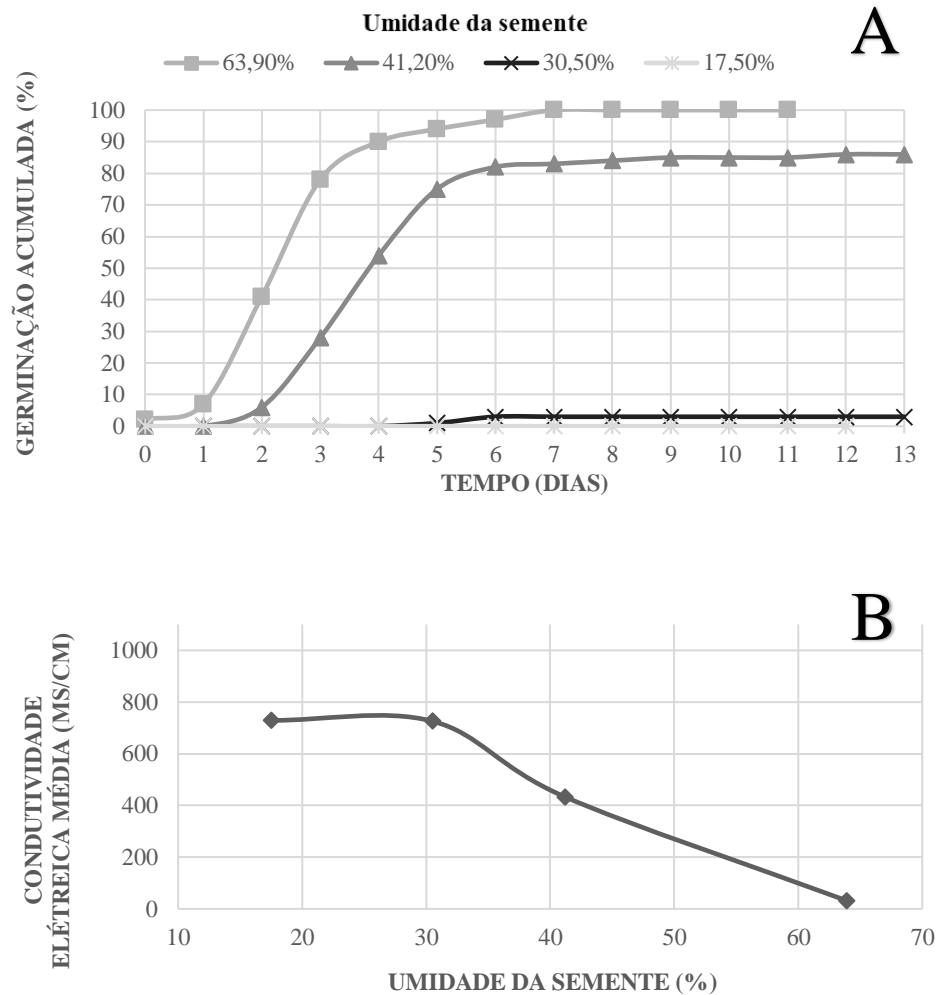 Umidade da semente
A
63,90% 41,20% 30,50% 17,50%
GERMINAÇÃO ACUMULADA (%)
100
90
80
70
60
50
40
30
20
10
0
0 1 2 3 4 5 6 7 8 9 10 11 12 13
TEMPO (DIAS)
B
CONDUTIVIDADE
ELÉTREICA MÉDIA (MS/CM)
1000
800
600
400
200
0
10 20 30 40 50 60 70
UMIDADE DA SEMENTE (%)